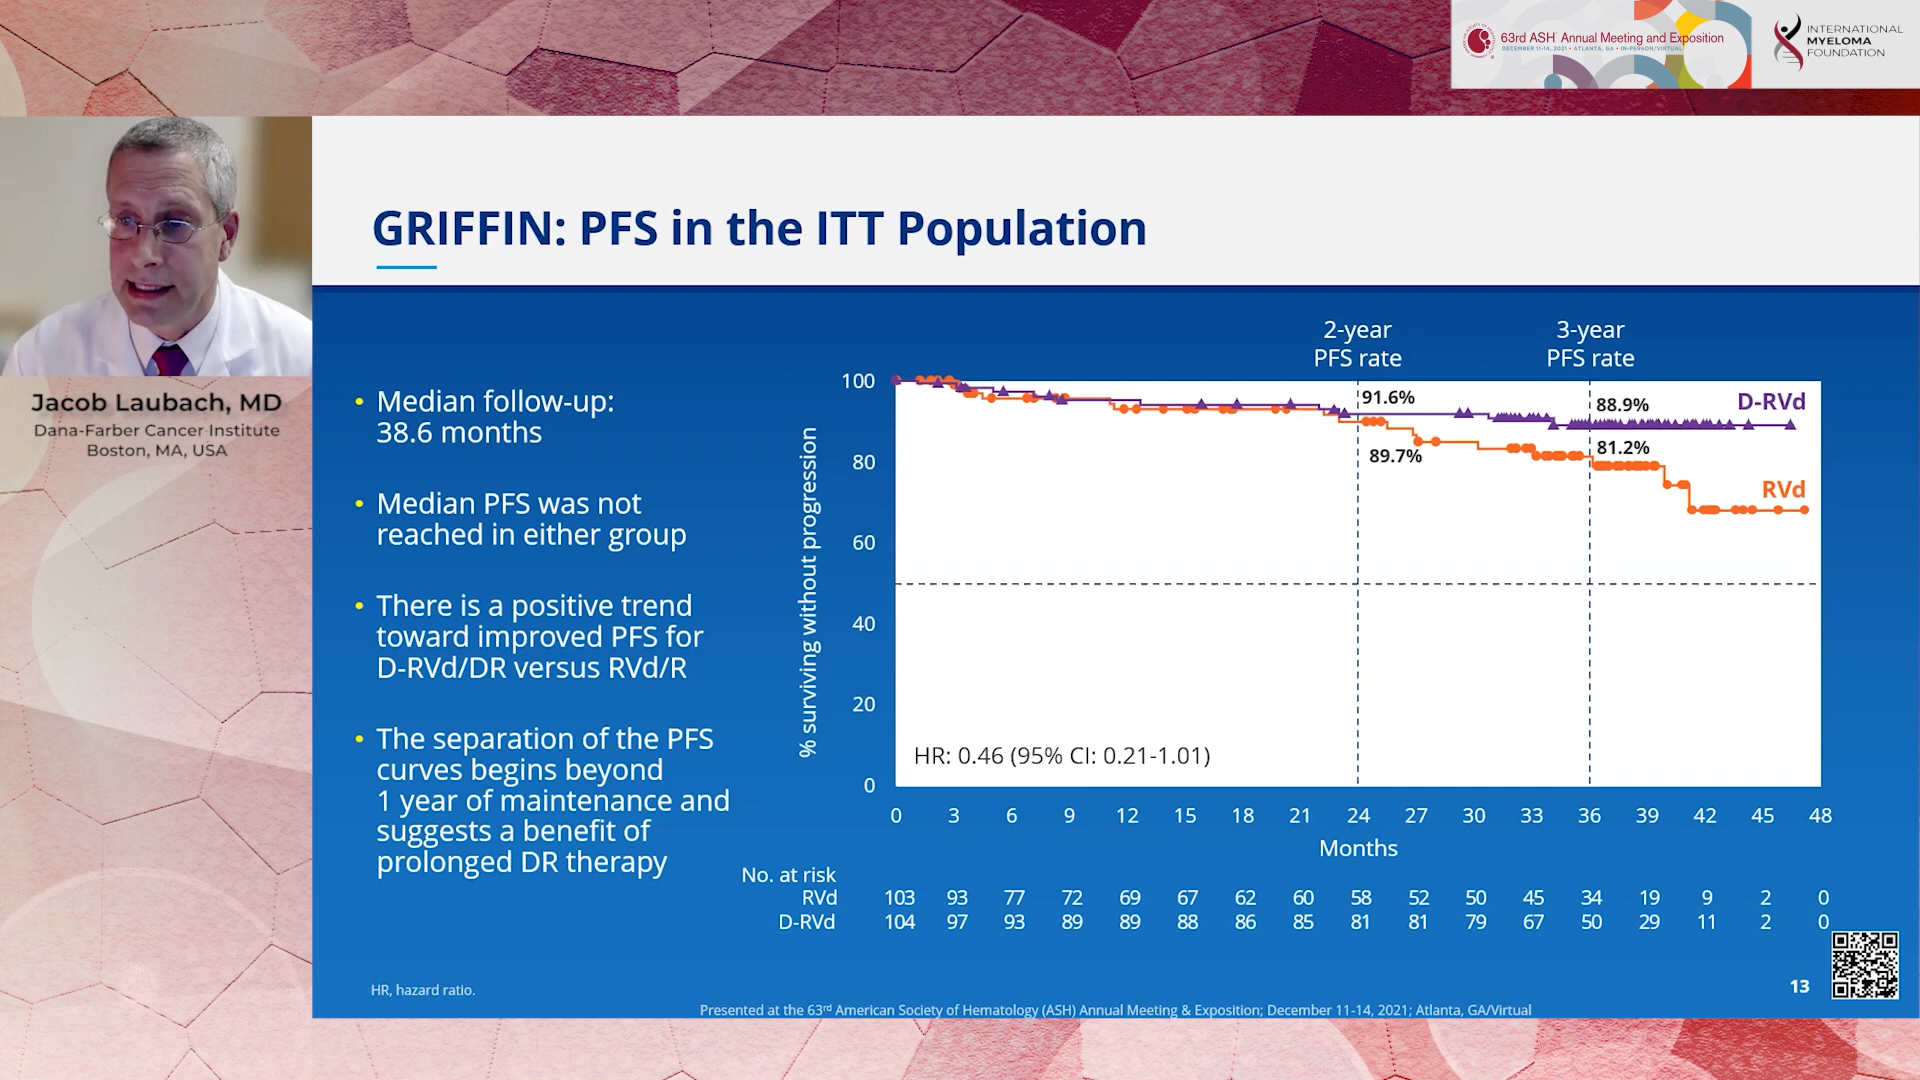 63rd ASH Annual Meeting and Exposition
DECEMBER 11-14, 2021 • ATLANTA, GA • IN-PERSON/VIRTUAL
INTERNATIONAL
MYELOMA
FOUNDATION
Jacob Laubach, MD
Dana-Farber Cancer Institute
Boston, MA, USA
GRIFFIN: PFS in the ITT Population
• Median follow-up:
38.6 months
• Median PFS was not
reached in either group
• There is a positive trend
toward improved PFS for
D-RVd/DR versus RVd/R
• The separation of the PFS
curves begins beyond
1 year of maintenance and
suggests a benefit of
prolonged DR therapy
2-year
PFS rate
3-year
PFS rate
% surviving without progression
100
80
60
40
20
0
91.6%
89.7%
88.9%
81.2%
D-RVd
RVd
HR: 0.46 (95% CI: 0.21-1.01)
0 3 6 9 12 15 18 21 24 27 30 33 36 39 42 45 48
Months
No. at risk
RVd 103 93 77 72 69 67 62 60 58 52 50 45 34 19 9 2 0
D-RVd 104 97 93 89 89 88 86 85 81 81 79 67 50 29 11 2 0
HR, hazard ratio.
13
Presented at the 63rd American Society of Hematology (ASH) Annual Meeting & Exposition; December 11-14, 2021; Atlanta, GA/Virtual